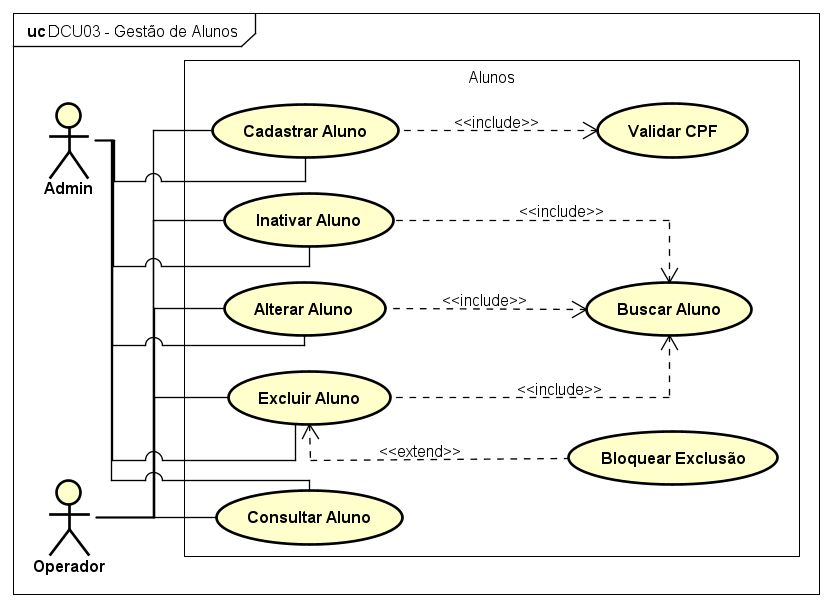 uc DCU03 - Gestão de Alunos
Alunos
Admin
Cadastrar Aluno
<<include>>
Validar CPF
Inativar Aluno
<<include>>
Alterar Aluno
<<include>>
Buscar Aluno
Excluir Aluno
<<include>>
<<extend>>
Bloquear Exclusão
Consultar Aluno
Operador